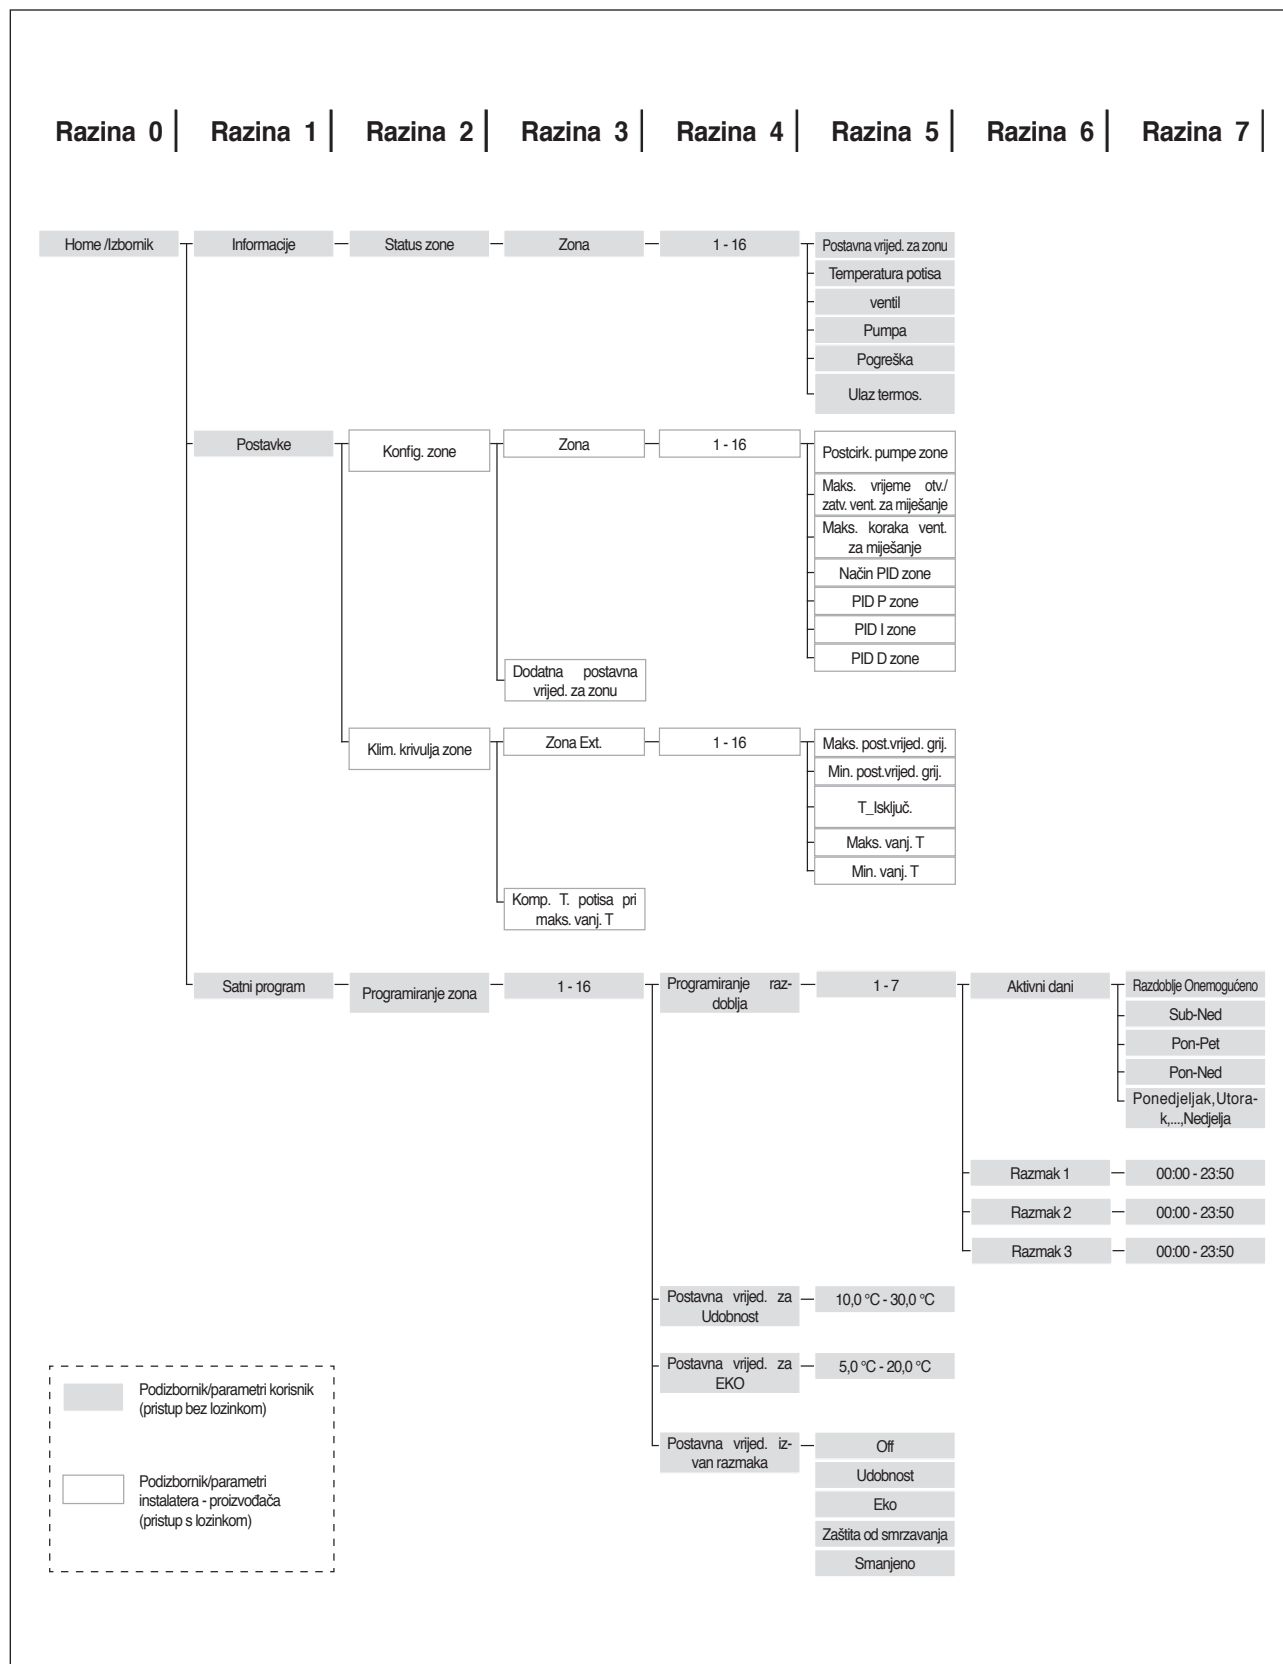 Razina 0 Razina 1 Razina 2 Razina 3 Razina 4 Razina 5 Razina 6 Razina 7
Home /Izbornik Informacije Status zone Zona 1 - 16 Postavna vrijed. za zonu
Temperatura potisa
ventil
Pumpa
Pogreška
Ulaz termos.
Postavke Konfig. zone Zona 1 - 16 Postcirk. pumpe zone
Maks. vrijeme otv./
zatv. vent. za miješanje
Maks. koraka vent.
za miješanje
Način PID zone
PID P zone
PID I zone
PID D zone
Dodatna postavna
vrijed. za zonu
Klim. krivulja zone Zona Ext. 1 - 16 Maks. post.vrijed. grij.
Min. post.vrijed. grij.
T_Isključ.
Maks. vanj. T
Min. vanj. T
Komp. T. potisa pri
maks. vanj. T
Satni program Programiranje zona 1 - 16 Programiranje raz-
doblja
1 - 7 Aktivni dani Razdoblje Onemogućeno
Sub-Ned
Pon-Pet
Pon-Ned
Ponedjeljak,Utora-
k,...,Nedjelja
Razmak 1 00:00 - 23:50
Razmak 2 00:00 - 23:50
Razmak 3 00:00 - 23:50
Postavna vrijed. za
Udobnost
10,0 °C - 30,0 °C
Postavna vrijed. za
EKO
5,0 °C - 20,0 °C
Postavna vrijed. iz-
van razmaka
Off
Udobnost
Eko
Zaštita od smrzavanja
Smanjeno
Podizbornik/parametri korisnik
(pristup bez lozinkom)
Podizbornik/parametri
instalatera - proizvođača
(pristup s lozinkom)